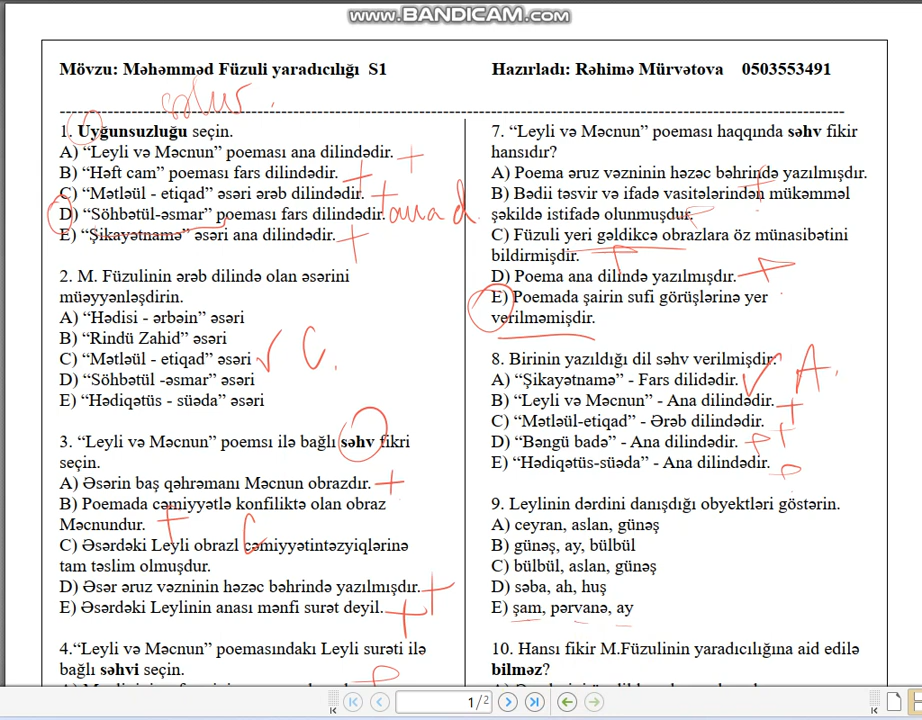 www.BANDICAM.com
Mövzu: Məhəmməd Füzuli yaradıcılığı S1
Hazırladı: Rəhimə Mürvətova 0503553491
1. Uyğunsuzluğu seçin.
A) “Leyli və Məcnun” poeması ana dilindədir.
B) “Həft cam” poeması fars dilindədir.
C) “Mətləül - etiqad” əsəri ərəb dilindədir.
D) “Söhbətül-əsmar” poeması fars dilindədir. ana d.
E) “Şikayətnamə” əsəri ana dilindədir.
2. M. Füzulinin ərəb dilində olan əsərini
müəyyənləşdirin.
A) “Hədisi - ərbəin” əsəri
B) “Rindü Zahid” əsəri
C) “Mətləül - etiqad” əsəri C.
D) “Söhbətül -əsmar” əsəri
E) “Hədiqətüs - süəda” əsəri
3. “Leyli və Məcnun” poemsı ilə bağlı səhv fikri
seçin.
A) Əsərin baş qəhrəmanı Məcnun obrazdır.
B) Poemada cəmiyyətlə konfiliktə olan obraz
Məcnundur.
C
C) Əsərdəki Leyli obrazl cəmiyyətintəzyiqlərinə
tam təslim olmuşdur.
D) Əsər əruz vəzninin həzəc bəhrində yazılmışdır.
E) Əsərdəki Leylinin anası mənfi surət deyil.
4.“Leyli və Məcnun” poemasındakı Leyli surəti ilə
bağlı səhvi seçin.
7. “Leyli və Məcnun” poeması haqqında səhv fikir
hansıdır?
A) Poema əruz vəzninin həzəc bəhrində yazılmışdır.
B) Bədii təsvir və ifadə vasitələrindən mükəmməl
şəkildə istifadə olunmuşdur.
C) Füzuli yeri gəldikcə obrazlara öz münasibətini
bildirmişdir.
D) Poema ana dilində yazılmışdır.
E) Poemada şairin sufi görüşlərinə yer
verilməmişdir.
8. Birinin yazıldığı dil səhv verilmişdir.
A) “Şikayətnamə” - Fars dilidədir. A.
B) “Leyli və Məcnun” - Ana dilindədir.
C) “Mətləül-etiqad” - Ərəb dilindədir.
D) “Bəngü badə” - Ana dilindədir.
E) “Hədiqətüs-süəda” - Ana dilindədir.
9. Leylinin dərdini danışdığı obyektləri göstərin.
A) ceyran, aslan, günəş
B) günəş, ay, bülbül
C) bülbül, aslan, günəş
D) səba, ah, huş
E) şam, pərvanə, ay
10. Hansı fikir M.Füzulinin yaradıcılığına aid edilə
bilməz?
1/2